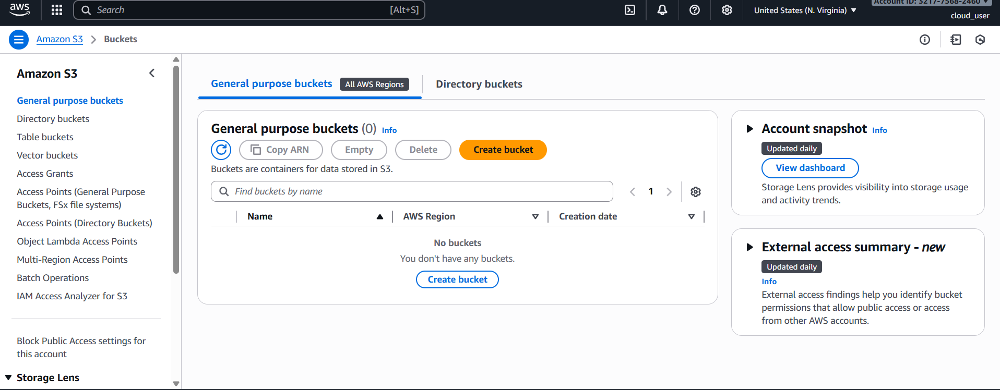 aws
Search
[Alt+S]
United States (N. Virginia)
Account ID: 3217-7568-2460
cloud_user
Amazon S3
Buckets
Amazon S3
General purpose buckets
Directory buckets
Table buckets
Vector buckets
Access Grants
Access Points (General Purpose
Buckets, FSx file systems)
Access Points (Directory Buckets)
Object Lambda Access Points
Multi-Region Access Points
Batch Operations
IAM Access Analyzer for S3
Block Public Access settings for
this account
Storage Lens
General purpose buckets All AWS Regions
Directory buckets
General purpose buckets (0) Info
Copy ARN
Empty
Delete
Create bucket
Buckets are containers for data stored in S3.
Find buckets by name
1
Name
AWS Region
Creation date
No buckets
You don't have any buckets.
Create bucket
Account snapshot Info
Updated daily
View dashboard
Storage Lens provides visibility into storage usage
and activity trends.
External access summary - new
Updated daily
Info
External access findings help you identify bucket
permissions that allow public access or access
from other AWS accounts.